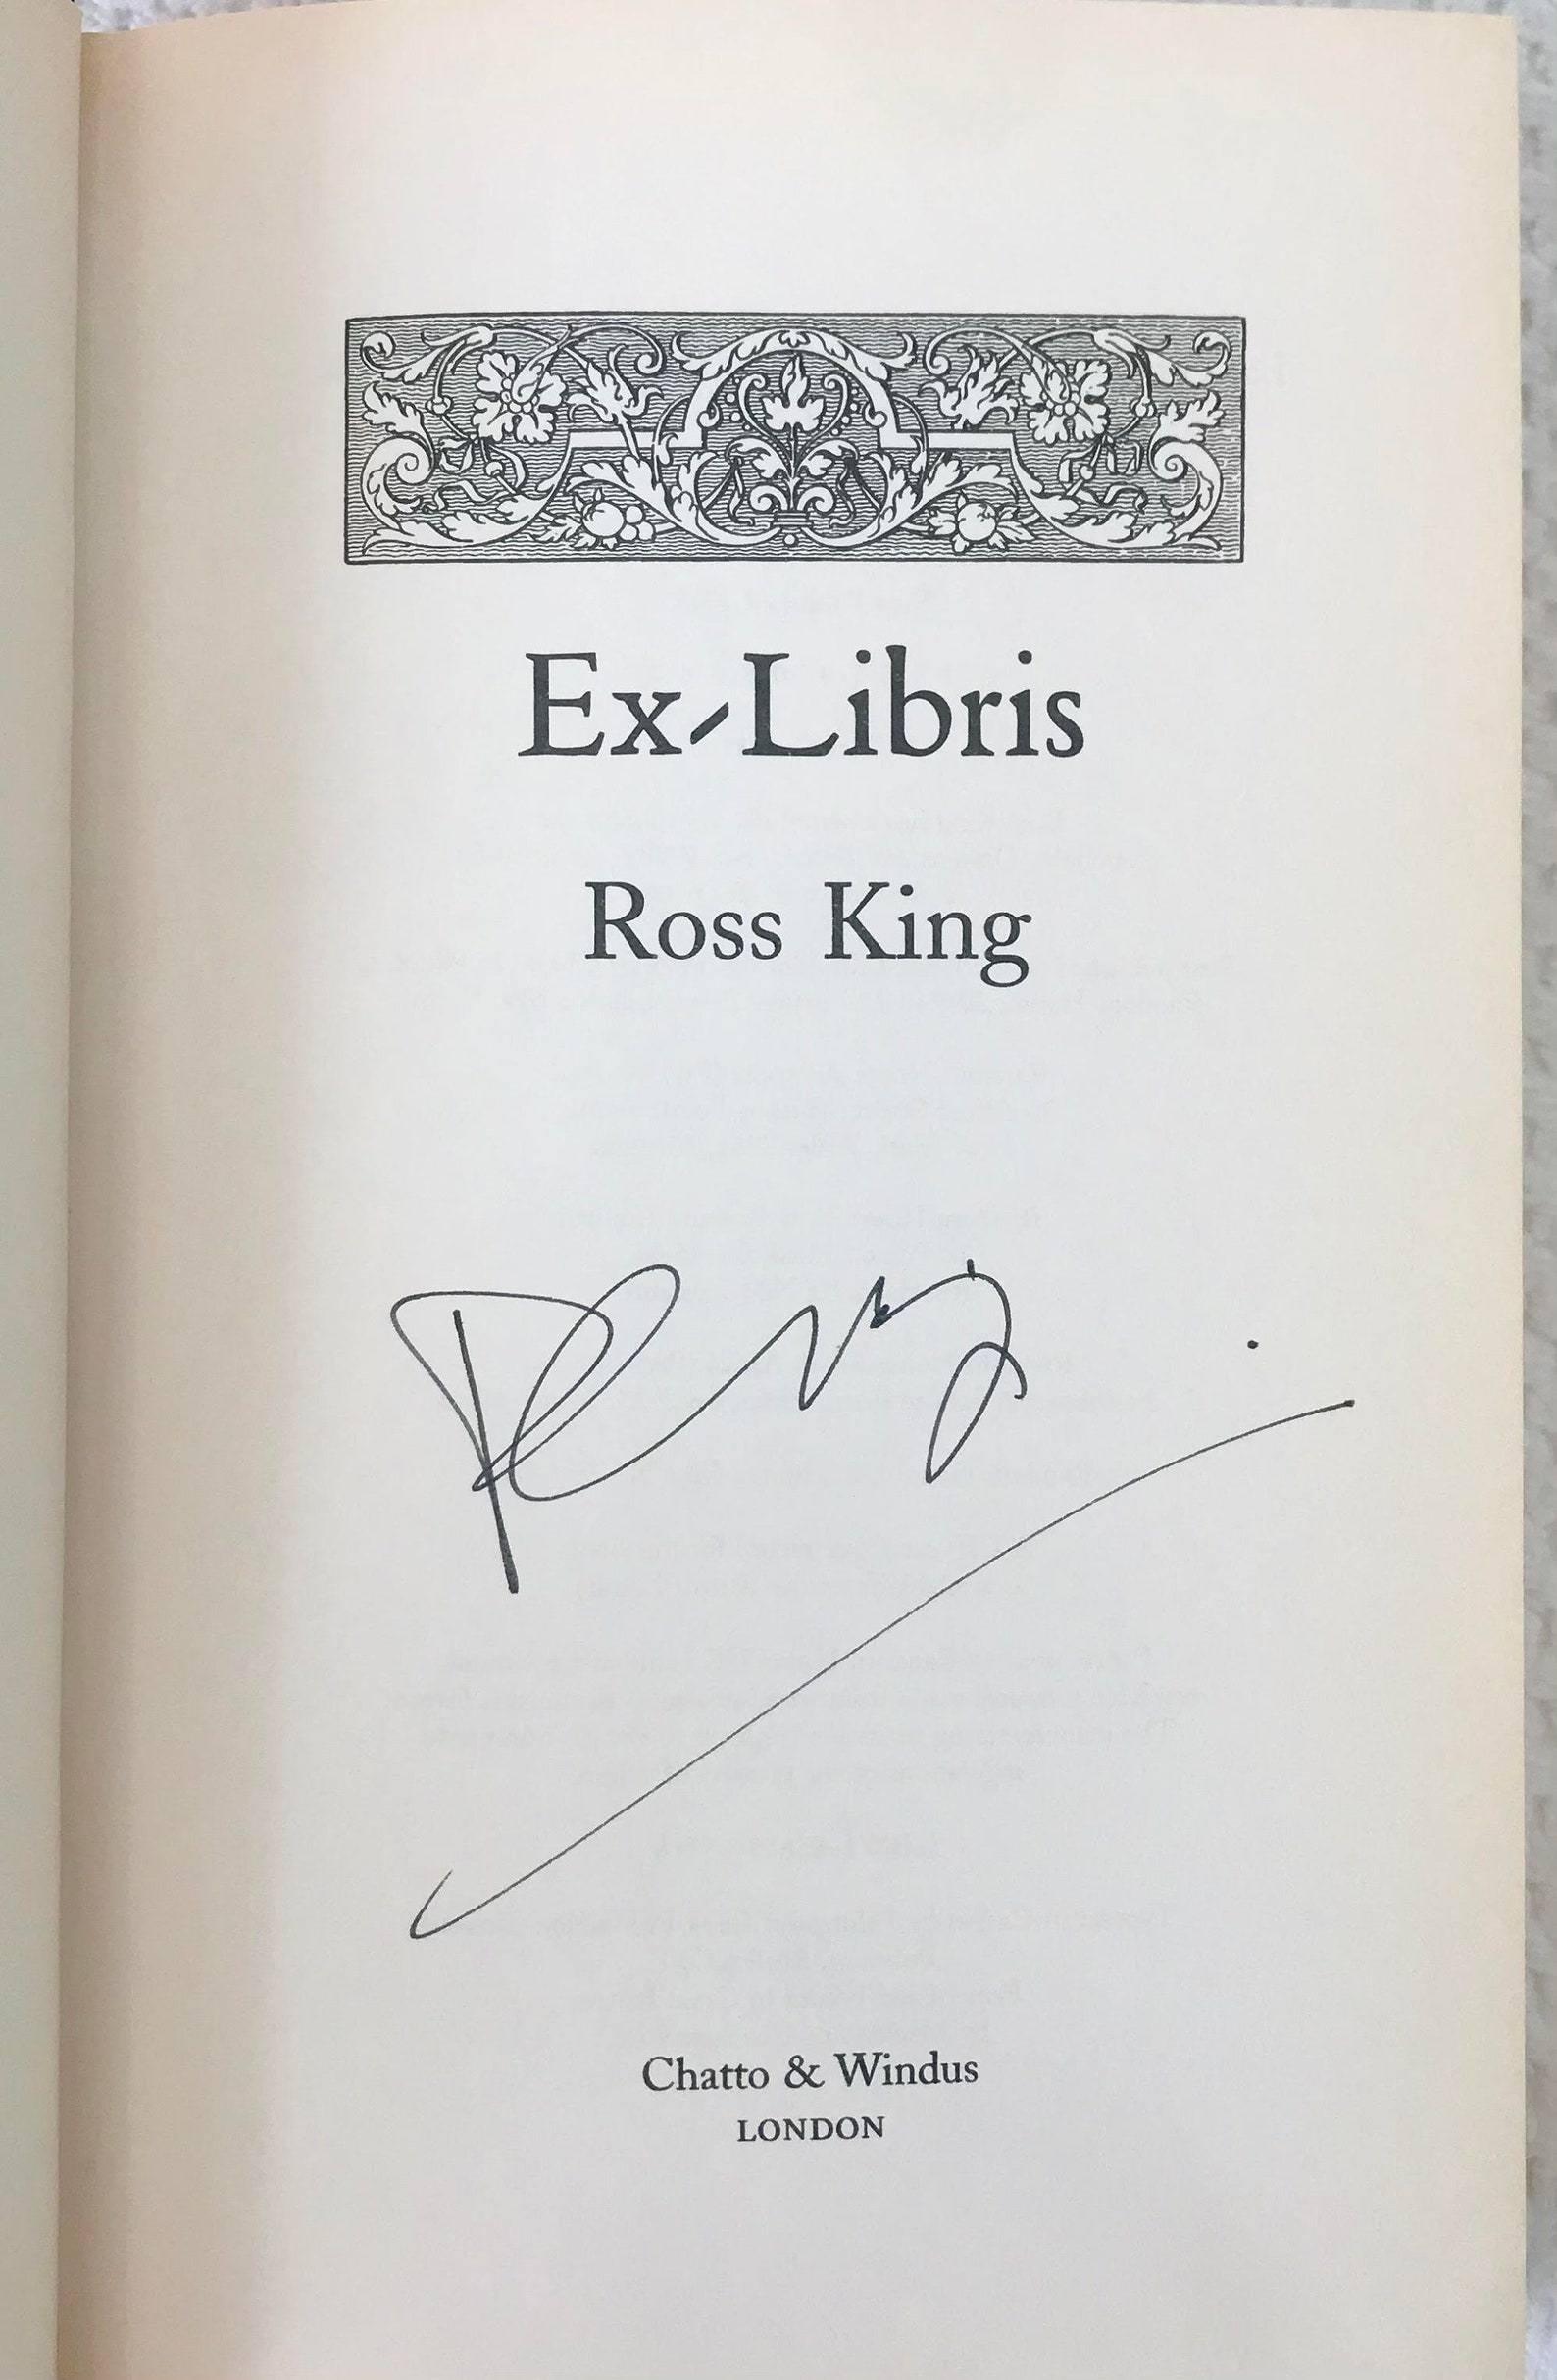 Ex-Libris
Ross King
Chatto & Windus
LONDON